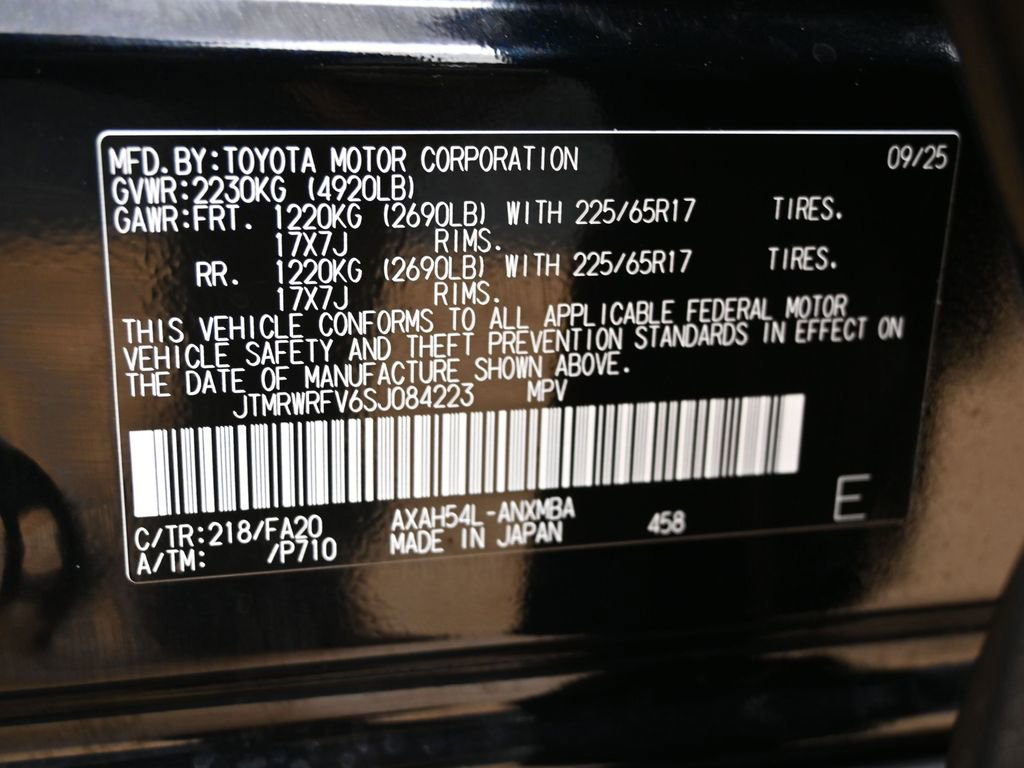 MFD. BY: TOYOTA MOTOR CORPORATION 09/25
GVWR: 2230KG (4920LB)
GAWR: FRT. 1220KG (2690LB) WITH 225/65R17 TIRES.
17X7J RIMS.
RR. 1220KG (2690LB) WITH 225/65R17 TIRES.
17X7J RIMS.
THIS VEHICLE CONFORMS TO ALL APPLICABLE FEDERAL MOTOR
VEHICLE SAFETY AND THEFT PREVENTION STANDARDS IN EFFECT ON
THE DATE OF MANUFACTURE SHOWN ABOVE.
JTMRWRFV6SJ084223 MPV
C/TR: 218/FA20 AXAH54L-ANXMBA 458 E
A/TM: /P710 MADE IN JAPAN